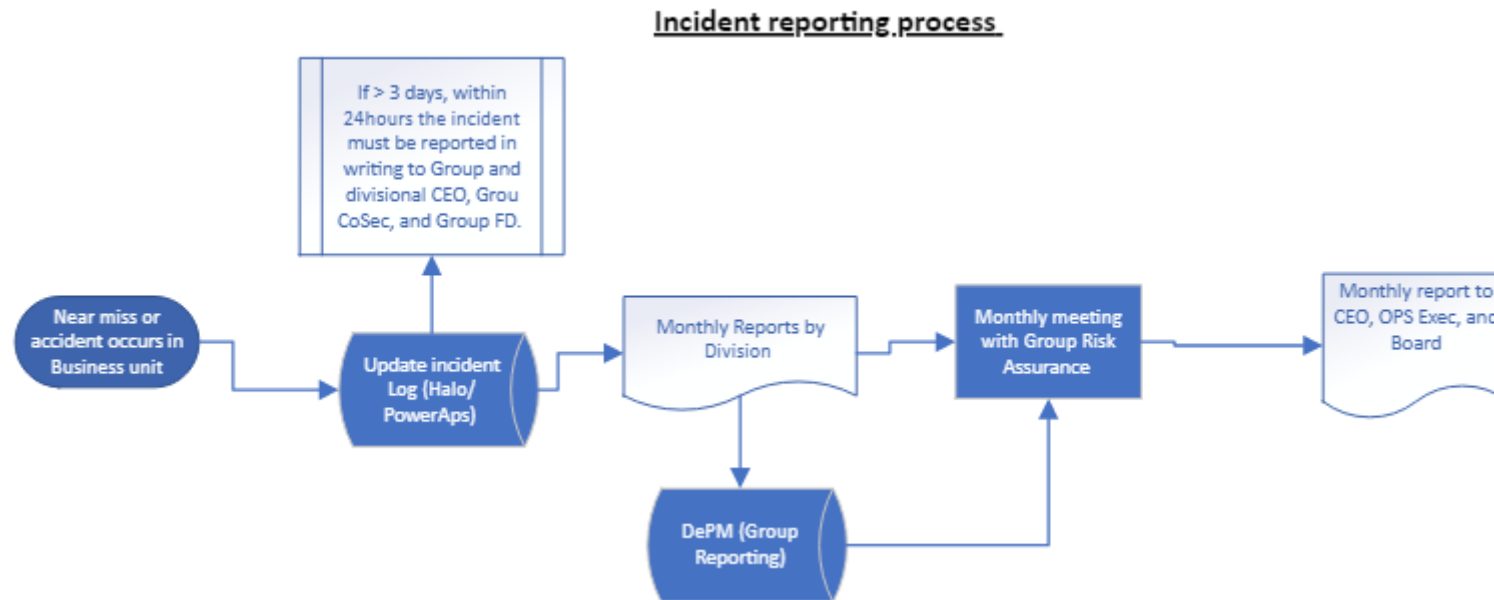 Incident reporting process
If > 3 days, within
24hours the incident
must be reported in
writing to Group and
divisional CEO, Grou
CoSec, and Group FD.
Near miss or
accident occurs in
Business unit
Update incident
Log (Halo/
PowerAps)
Monthly Reports by
Division
DePM (Group
Reporting)
Monthly meeting
with Group Risk
Assurance
Monthly report to
CEO, OPS Exec, and
Board